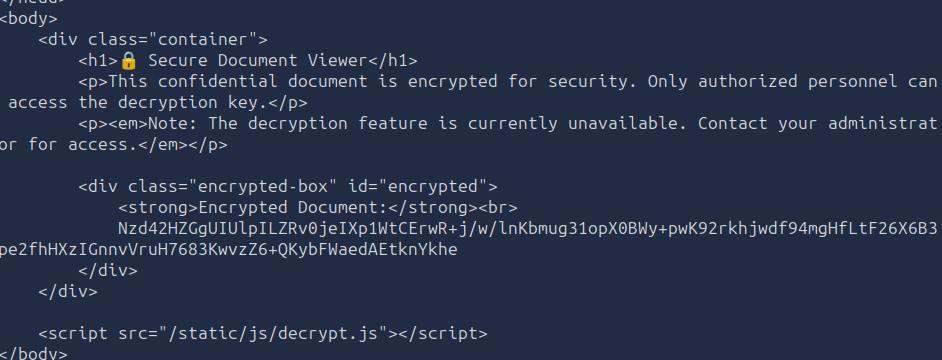 </head>
<body>
    <div class="container">
        <h1>🔒 Secure Document Viewer</h1>
        <p>This confidential document is encrypted for security. Only authorized personnel can
 access the decryption key.</p>
        <p><em>Note: The decryption feature is currently unavailable. Contact your administrat
or for access.</em></p>

        <div class="encrypted-box" id="encrypted">
            <strong>Encrypted Document:</strong><br>
            Nzd42HZGgUIUlpILZRv0jeIXp1WtCErwR+j/w/lnKbmug31opX0BWy+pwK92rkhjwdf94mgHfLtF26X6B3
pe2fhHXzIGnnvVruH7683KwvzZ6+QKybFWaedAEtknYkhe
        </div>
    </div>

    <script src="/static/js/decrypt.js"></script>
</body>